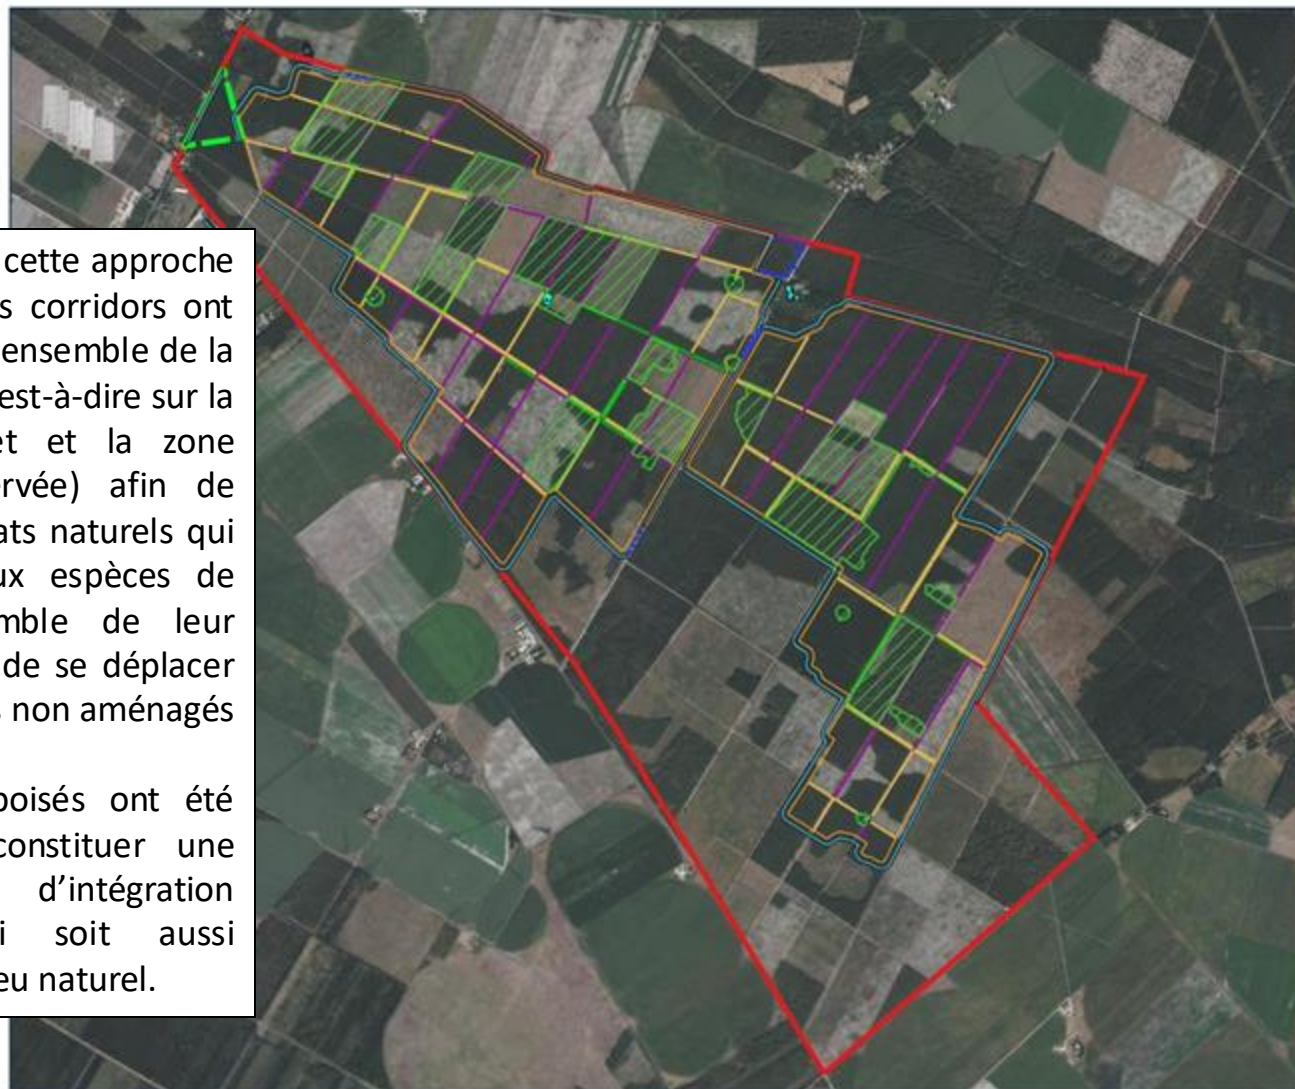 cette approche
s corridors ont
ensemble de la
est-à-dire sur la
et et la zone
ervée) afin de
ats naturels qui
ux espèces de
mble de leur
de se déplacer
s non aménagés
boisés ont été
constituer une
d’intégration
i soit aussi
eu naturel.